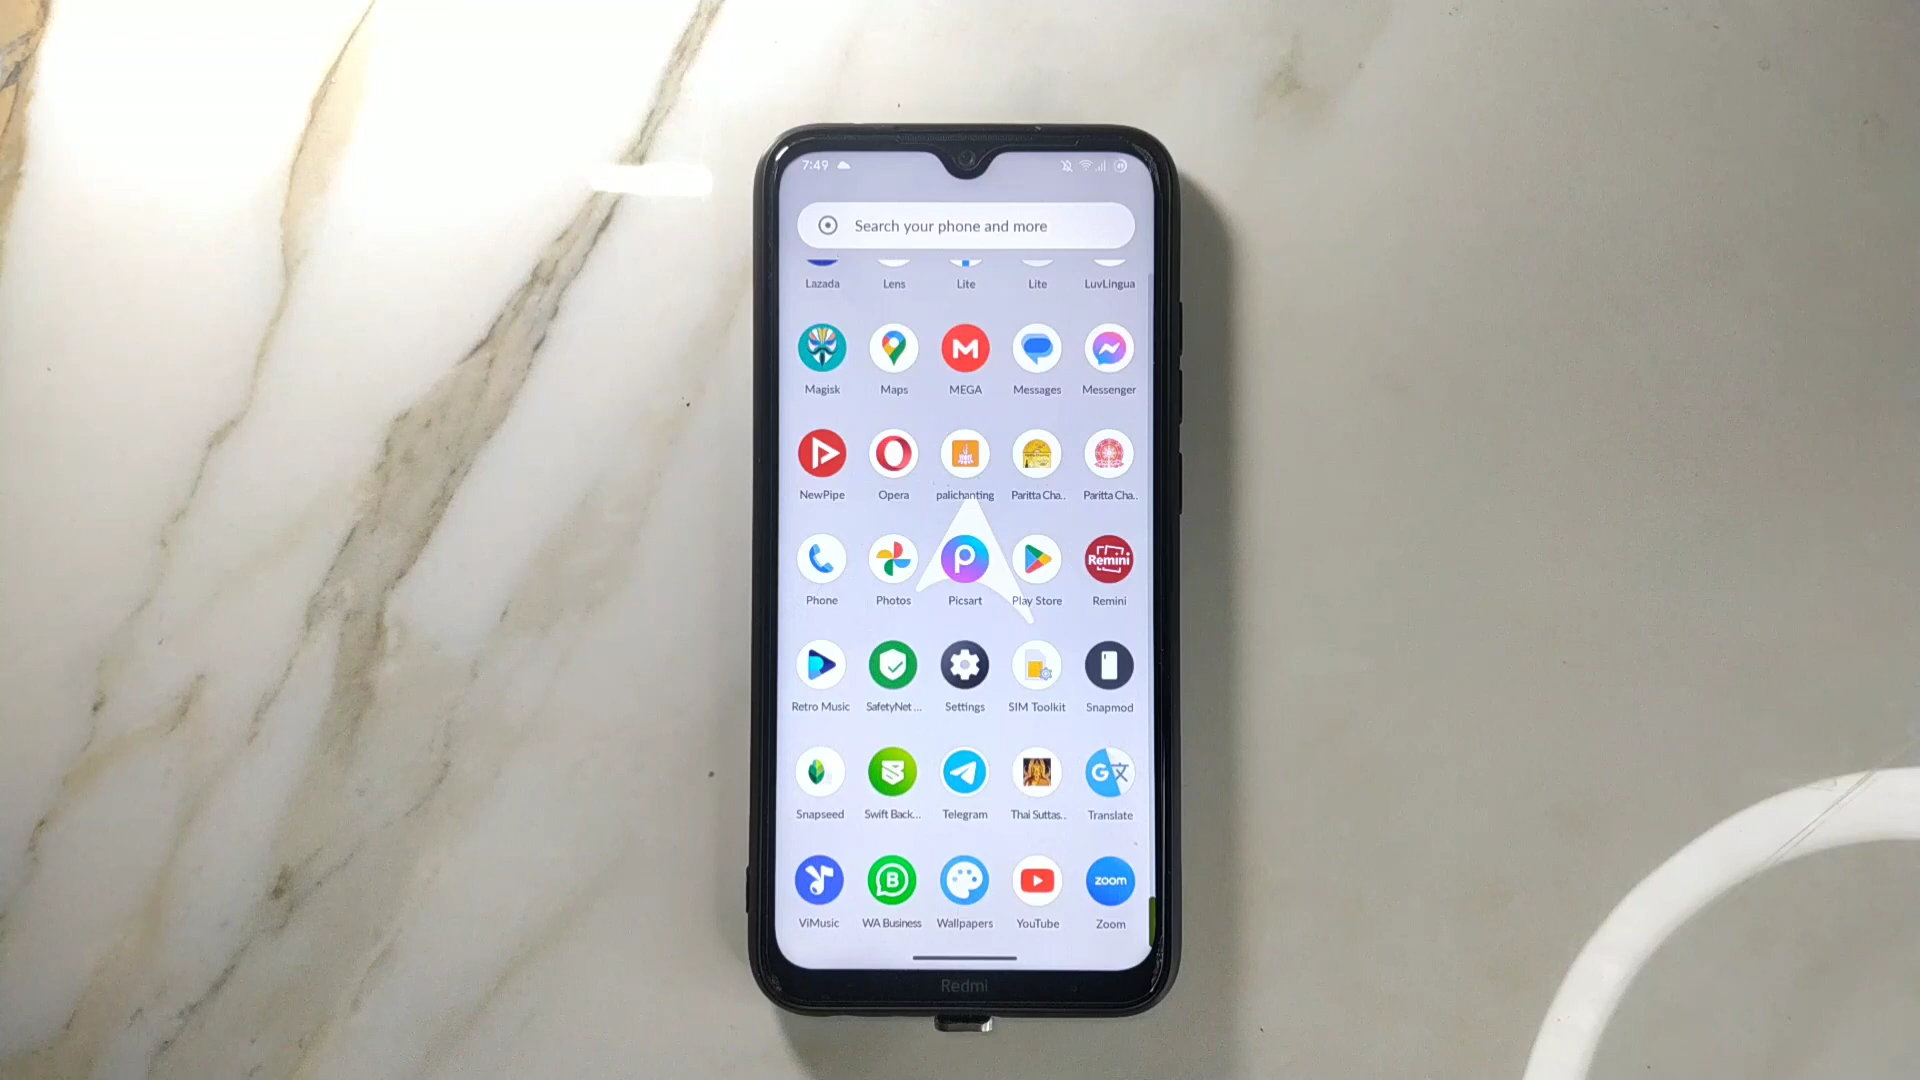 7:49
Search your phone and more
Lazada Lens Lite Lite LuvLingua
Magisk Maps MEGA Messages Messenger
NewPipe Opera palichanting Paritta Cha.. Paritta Cha..
Remini
Phone Photos Picsart Play Store Remini
Retro Music SafetyNet ... Settings SIM Toolkit Snapmod
Snapseed Swift Back... Telegram Thai Suttas.. Translate
zoom
ViMusic WA Business Wallpapers YouTube Zoom
Redmi